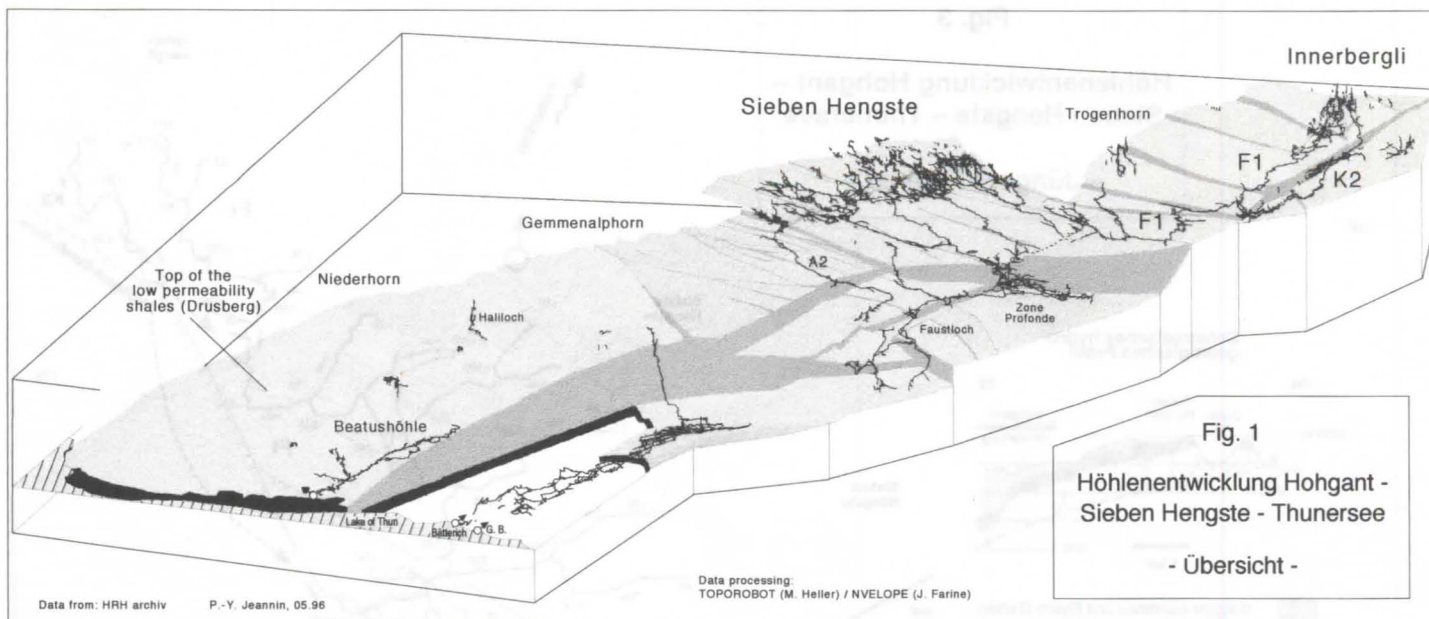 Innerbergli
Sieben Hengste
Trogenhorn
F1
K2
Gemmenalphorn
F1
Niederhorn
A2
Top of the
low permeability
shales (Drusberg)
Haliloch
Zone
Profonde
Faustloch
Beatushöhle
Fig. 1
Höhlenentwicklung Hohgant -
Sieben Hengste - Thunersee
- Übersicht -
Lake of Thun
Bätterich
G. B.
Data processing:
TOPOROBOT (M. Heller) / NVELOPE (J. Farine)
Data from: HRH archiv P.-Y. Jeannin, 05.96